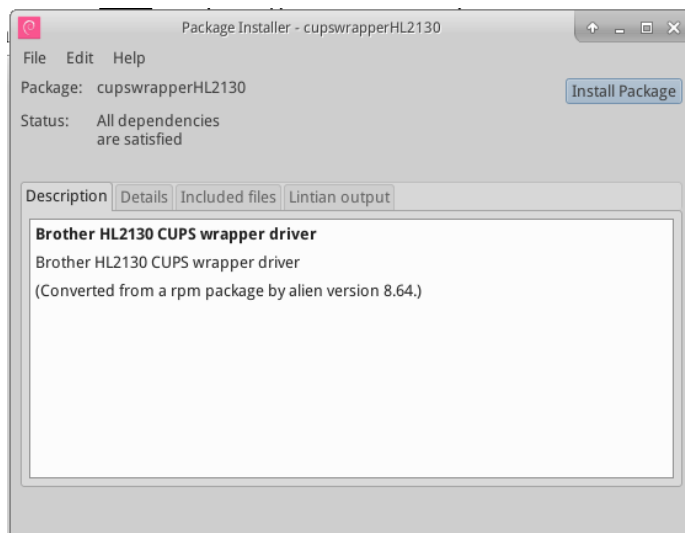 Package Installer - cupswrapperHL2130
File Edit Help
Package: cupswrapperHL2130
Install Package
Status: All dependencies
are satisfied
Description Details Included files Lintian output
Brother HL2130 CUPS wrapper driver
Brother HL2130 CUPS wrapper driver
(Converted from a rpm package by alien version 8.64.)